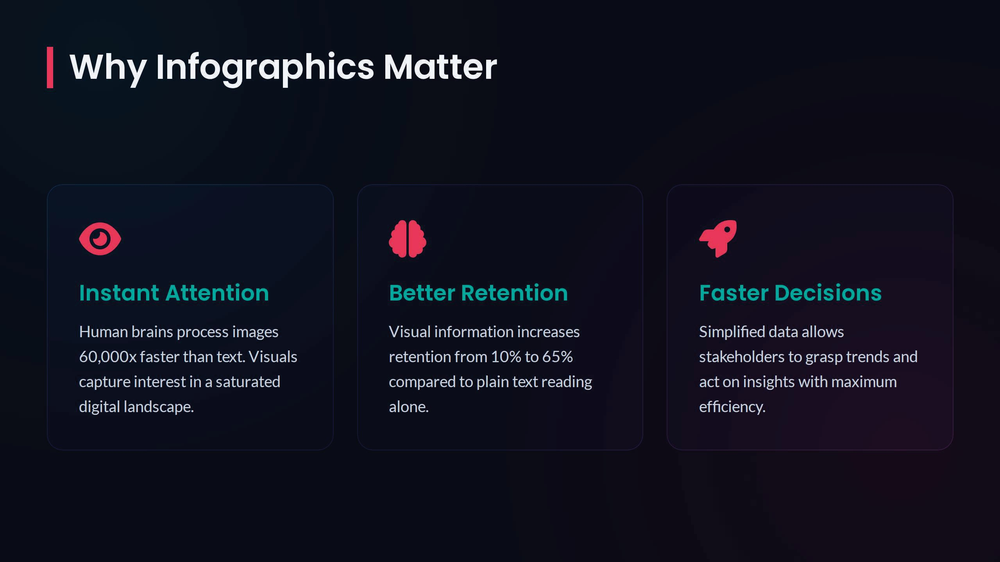 Why Infographics Matter
Instant Attention
Human brains process images
60,000x faster than text. Visuals
capture interest in a saturated
digital landscape.
Better Retention
Visual information increases
retention from 10% to 65%
compared to plain text reading
alone.
Faster Decisions
Simplified data allows
stakeholders to grasp trends and
act on insights with maximum
efficiency.